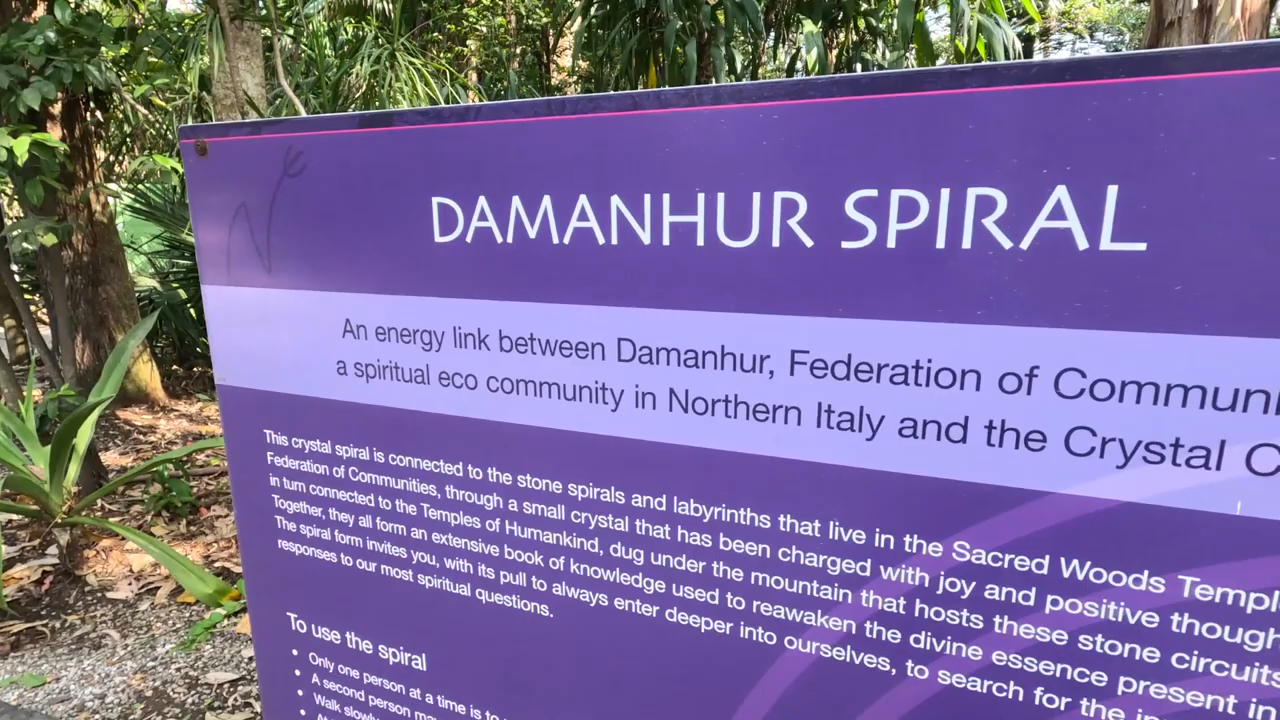 DAMANHUR SPIRAL
An energy link between Damanhur, Federation of
a spiritual eco community in Northern Italy and the Crystal
This crystal spiral is connected to the stone spirals and labyrinths that live in the Sacred Woods
Federation of Communities, through a small crystal that has been charged with joy and positive
in turn connected to the Temples of Humankind, dug under the mountain that hosts these stone circuits
Together, they all form an extensive book of knowledge used to reawaken the divine essence present in
The spiral form invites you, with its pull to always enter deeper into ourselves, to search for the
responses to our most spiritual questions.
To use the spiral
• Only one person at a time is to
• A second person
• Walk slowly